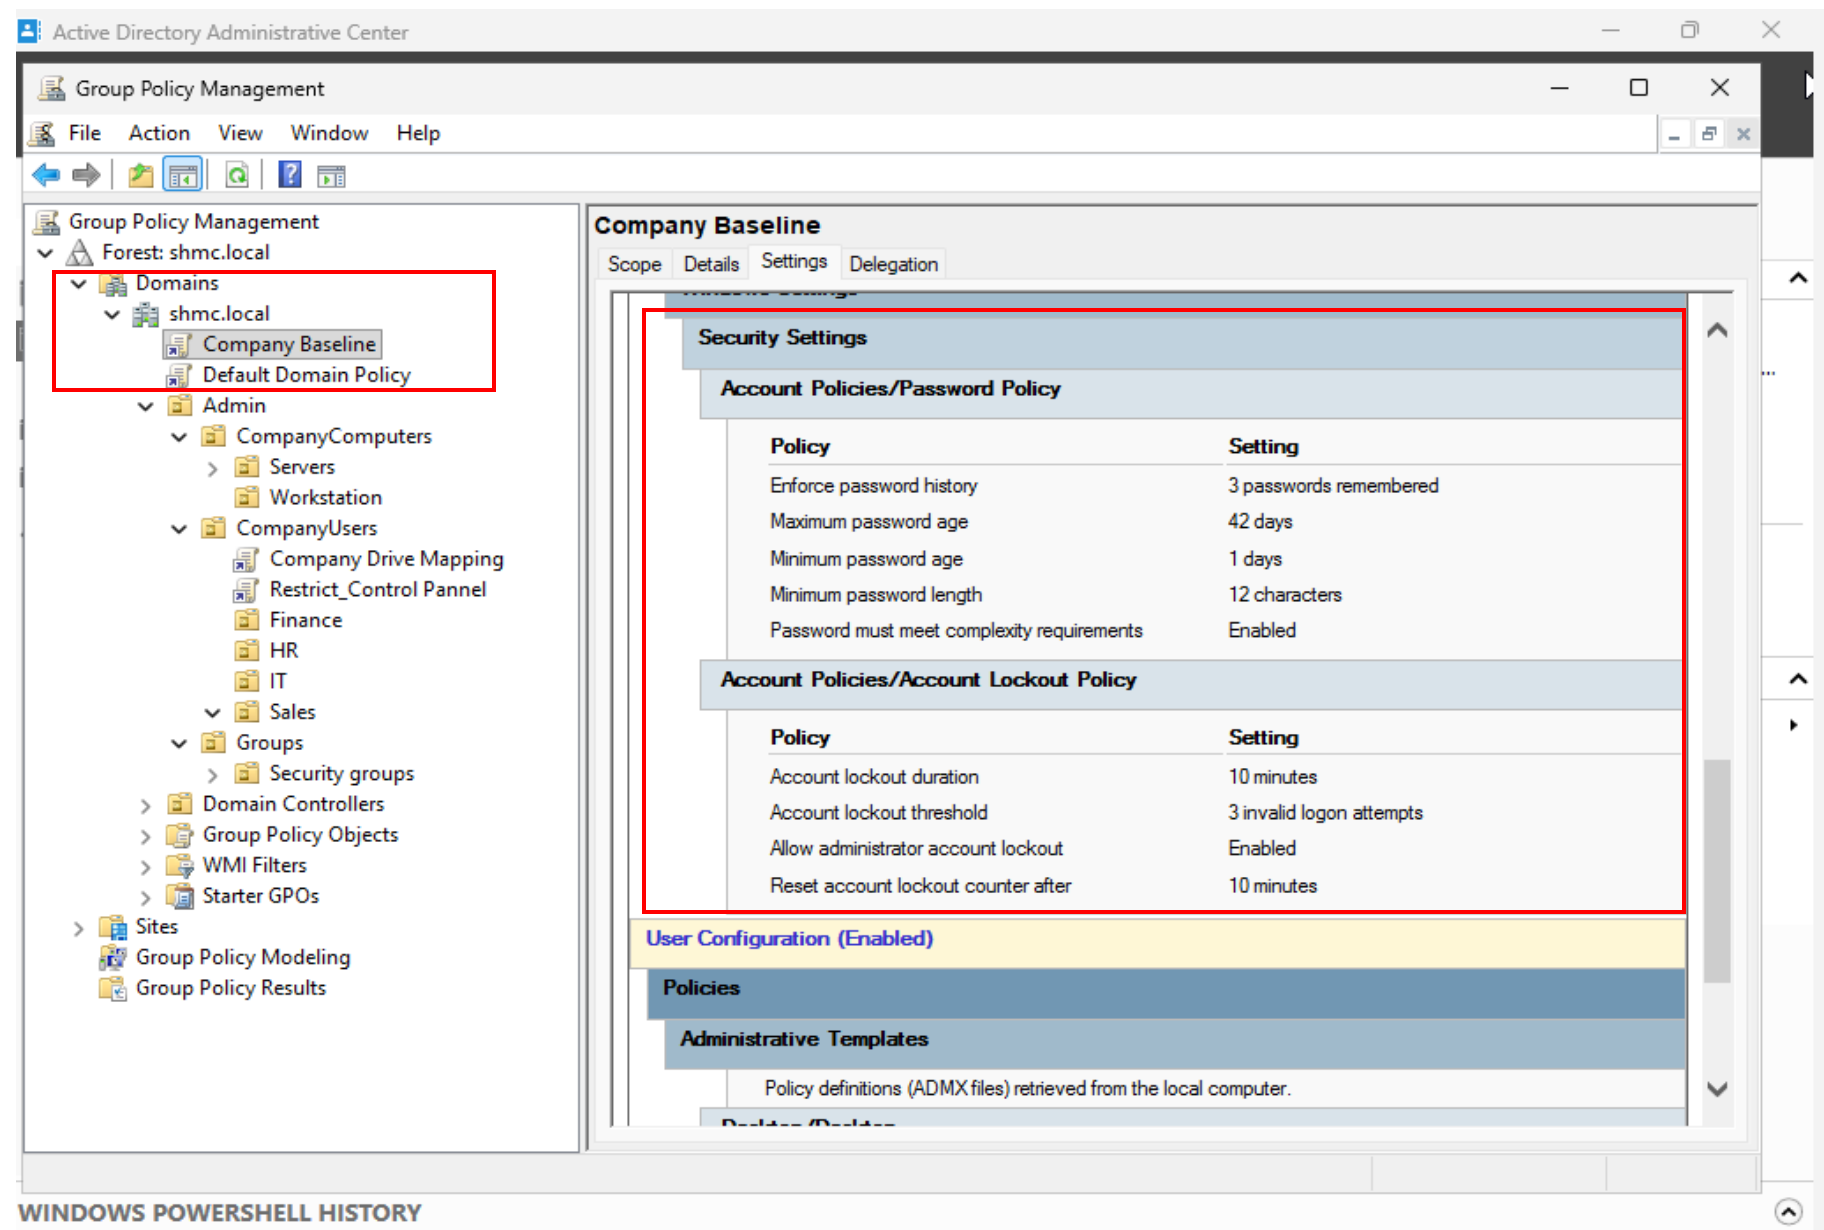 Active Directory Administrative Center
Group Policy Management
File Action View Window Help
Group Policy Management
Forest: shmc.local
Domains
shmc.local
Company Baseline
Default Domain Policy
Admin
CompanyComputers
Servers
Workstation
CompanyUsers
Company Drive Mapping
Restrict_Control Pannel
Finance
HR
IT
Sales
Groups
Security groups
Domain Controllers
Group Policy Objects
WMI Filters
Starter GPOs
Sites
Group Policy Modeling
Group Policy Results
Company Baseline
Scope Details Settings Delegation
Security Settings
Account Policies/Password Policy
Policy Setting
Enforce password history 3 passwords remembered
Maximum password age 42 days
Minimum password age 1 days
Minimum password length 12 characters
Password must meet complexity requirements Enabled
Account Policies/Account Lockout Policy
Policy Setting
Account lockout duration 10 minutes
Account lockout threshold 3 invalid logon attempts
Allow administrator account lockout Enabled
Reset account lockout counter after 10 minutes
User Configuration (Enabled)
Policies
Administrative Templates
Policy definitions (ADMX files) retrieved from the local computer.
...
WINDOWS POWERSHELL HISTORY